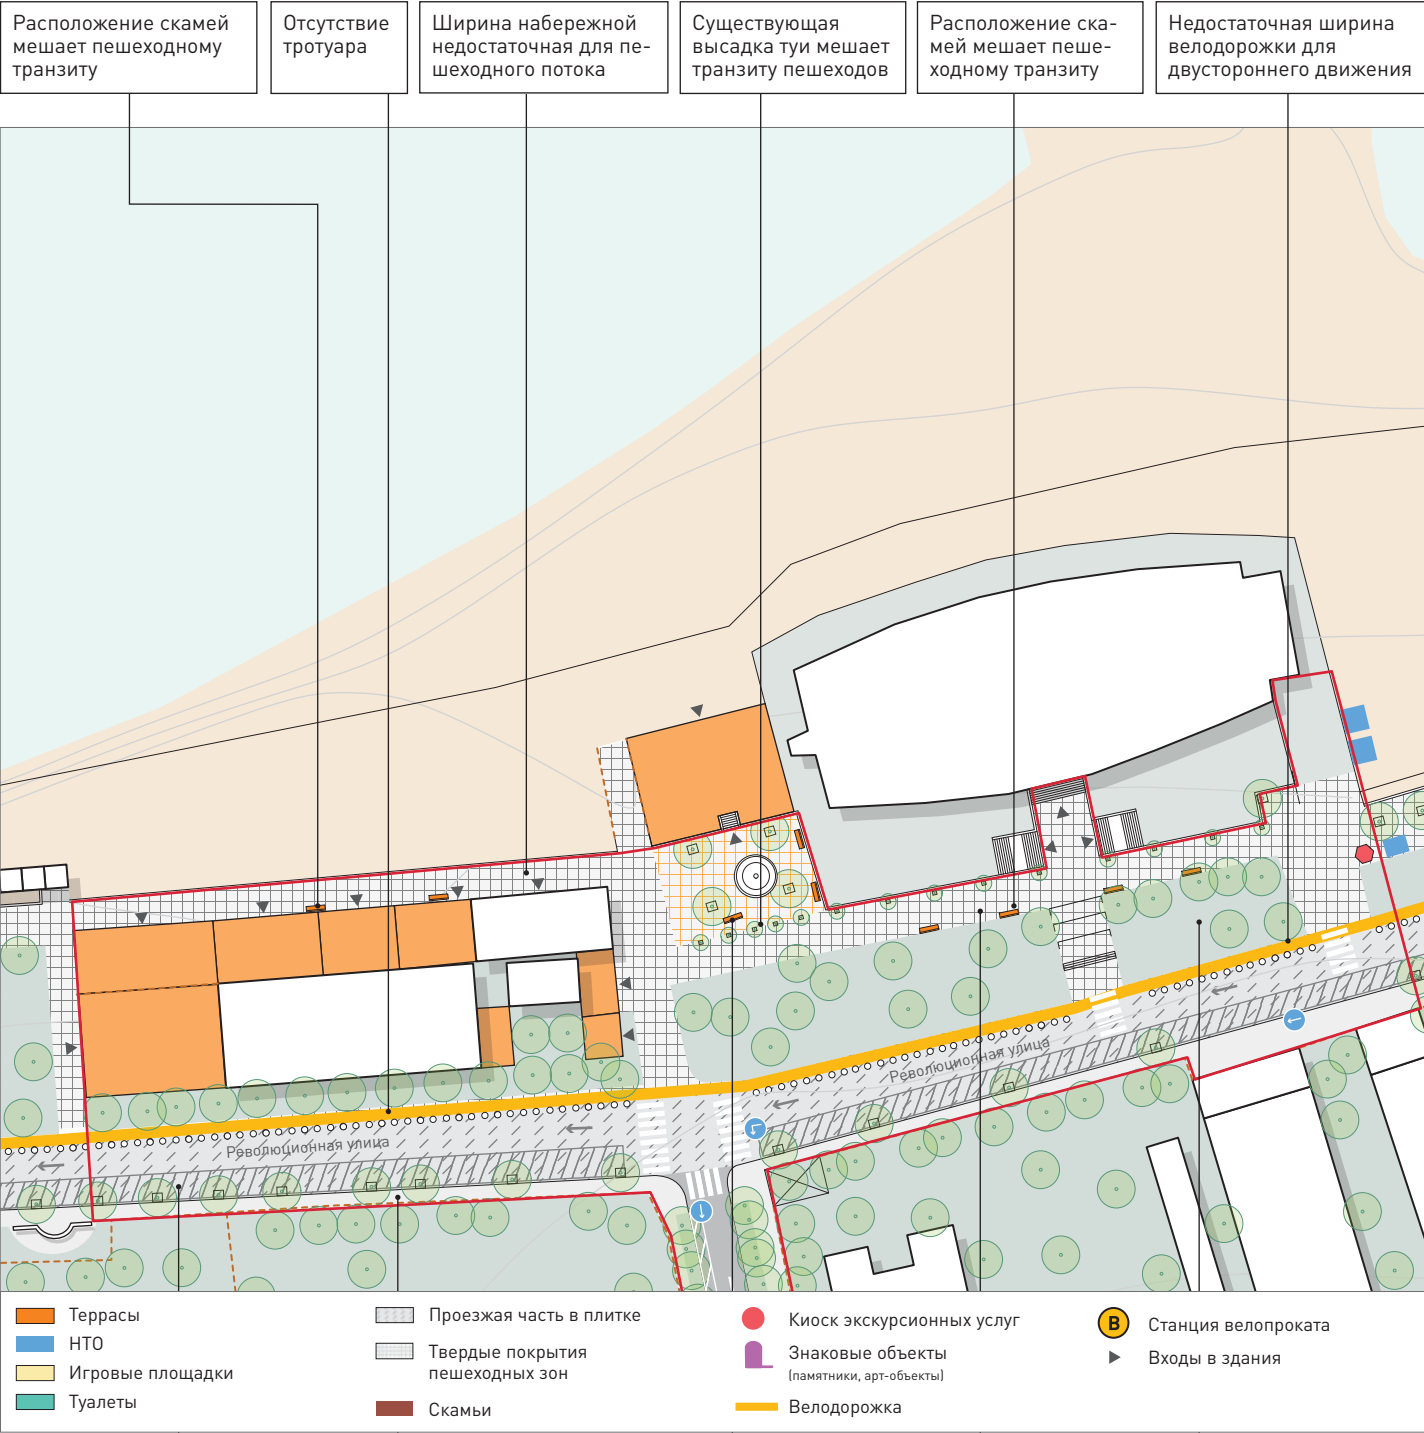 Расположение скамей
мешает пешеходному
транзиту
Отсутствие
тротуара
Ширина набережной
недостаточная для пе-
шеходного потока
Существующая
высадка туи мешает
транзиту пешеходов
Расположение ска-
мей мешает пеше-
ходному транзиту
Недостаточная ширина
велодорожки для
двустороннего движения
Революционная улица
Революционная улица
Террасы
НТО
Игровые площадки
Туалеты
Проезжая часть в плитке
Твердые покрытия
пешеходных зон
Скамьи
Киоск экскурсионных услуг
Знаковые объекты
(памятники, арт-объекты)
Велодорожка
В
Станция велопроката
Входы в здания